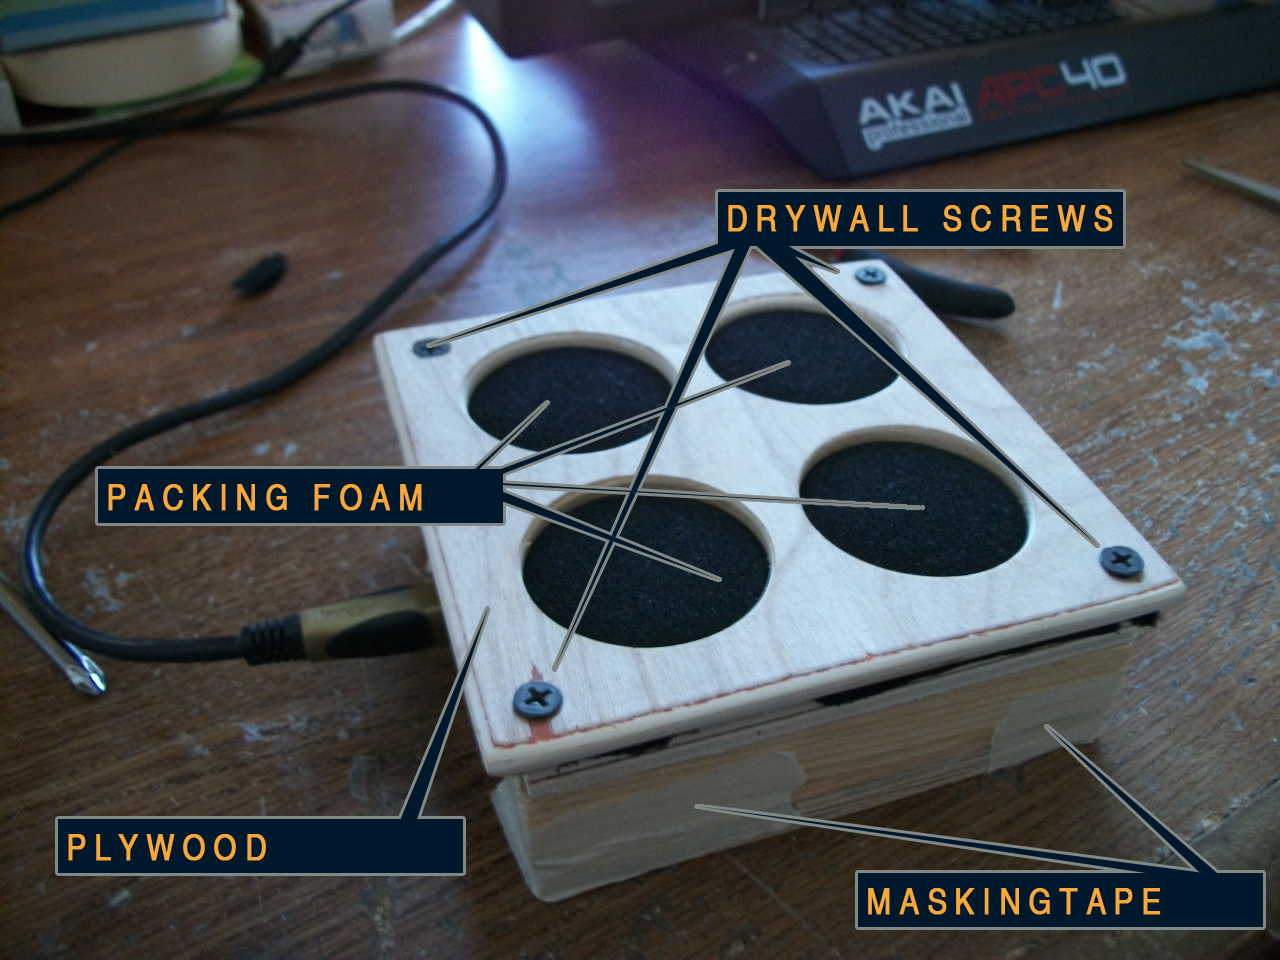 AKAI APC40
professional
DRYWALL SCREWS
PACKING FOAM
PLYWOOD
MASKINGTAPE